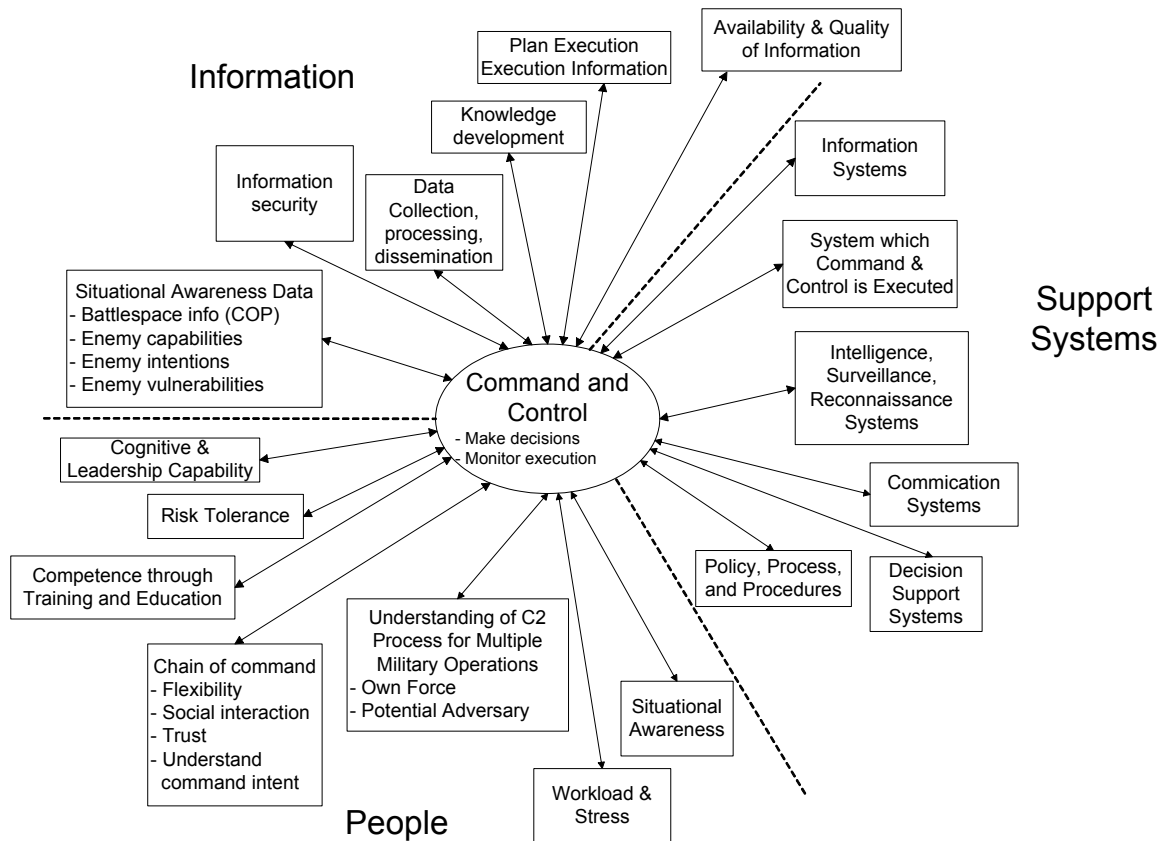 Information
Plan Execution
Execution Information
Availability & Quality
of Information
Knowledge
development
Information
Systems
Information
security
Data
Collection,
processing,
dissemination
System which
Command &
Control is Executed
Situational Awareness Data
- Battlespace info (COP)
- Enemy capabilities
- Enemy intentions
- Enemy vulnerabilities
Support
Systems
Intelligence,
Surveillance,
Reconnaissance
Systems
Command and
Control
- Make decisions
- Monitor execution
Cognitive &
Leadership Capability
Commication
Systems
Risk Tolerance
Policy, Process,
and Procedures
Decision
Support
Systems
Competence through
Training and Education
Understanding of C2
Process for Multiple
Military Operations
- Own Force
- Potential Adversary
Chain of command
- Flexibility
- Social interaction
- Trust
- Understand
command intent
Situational
Awareness
Workload &
Stress
People